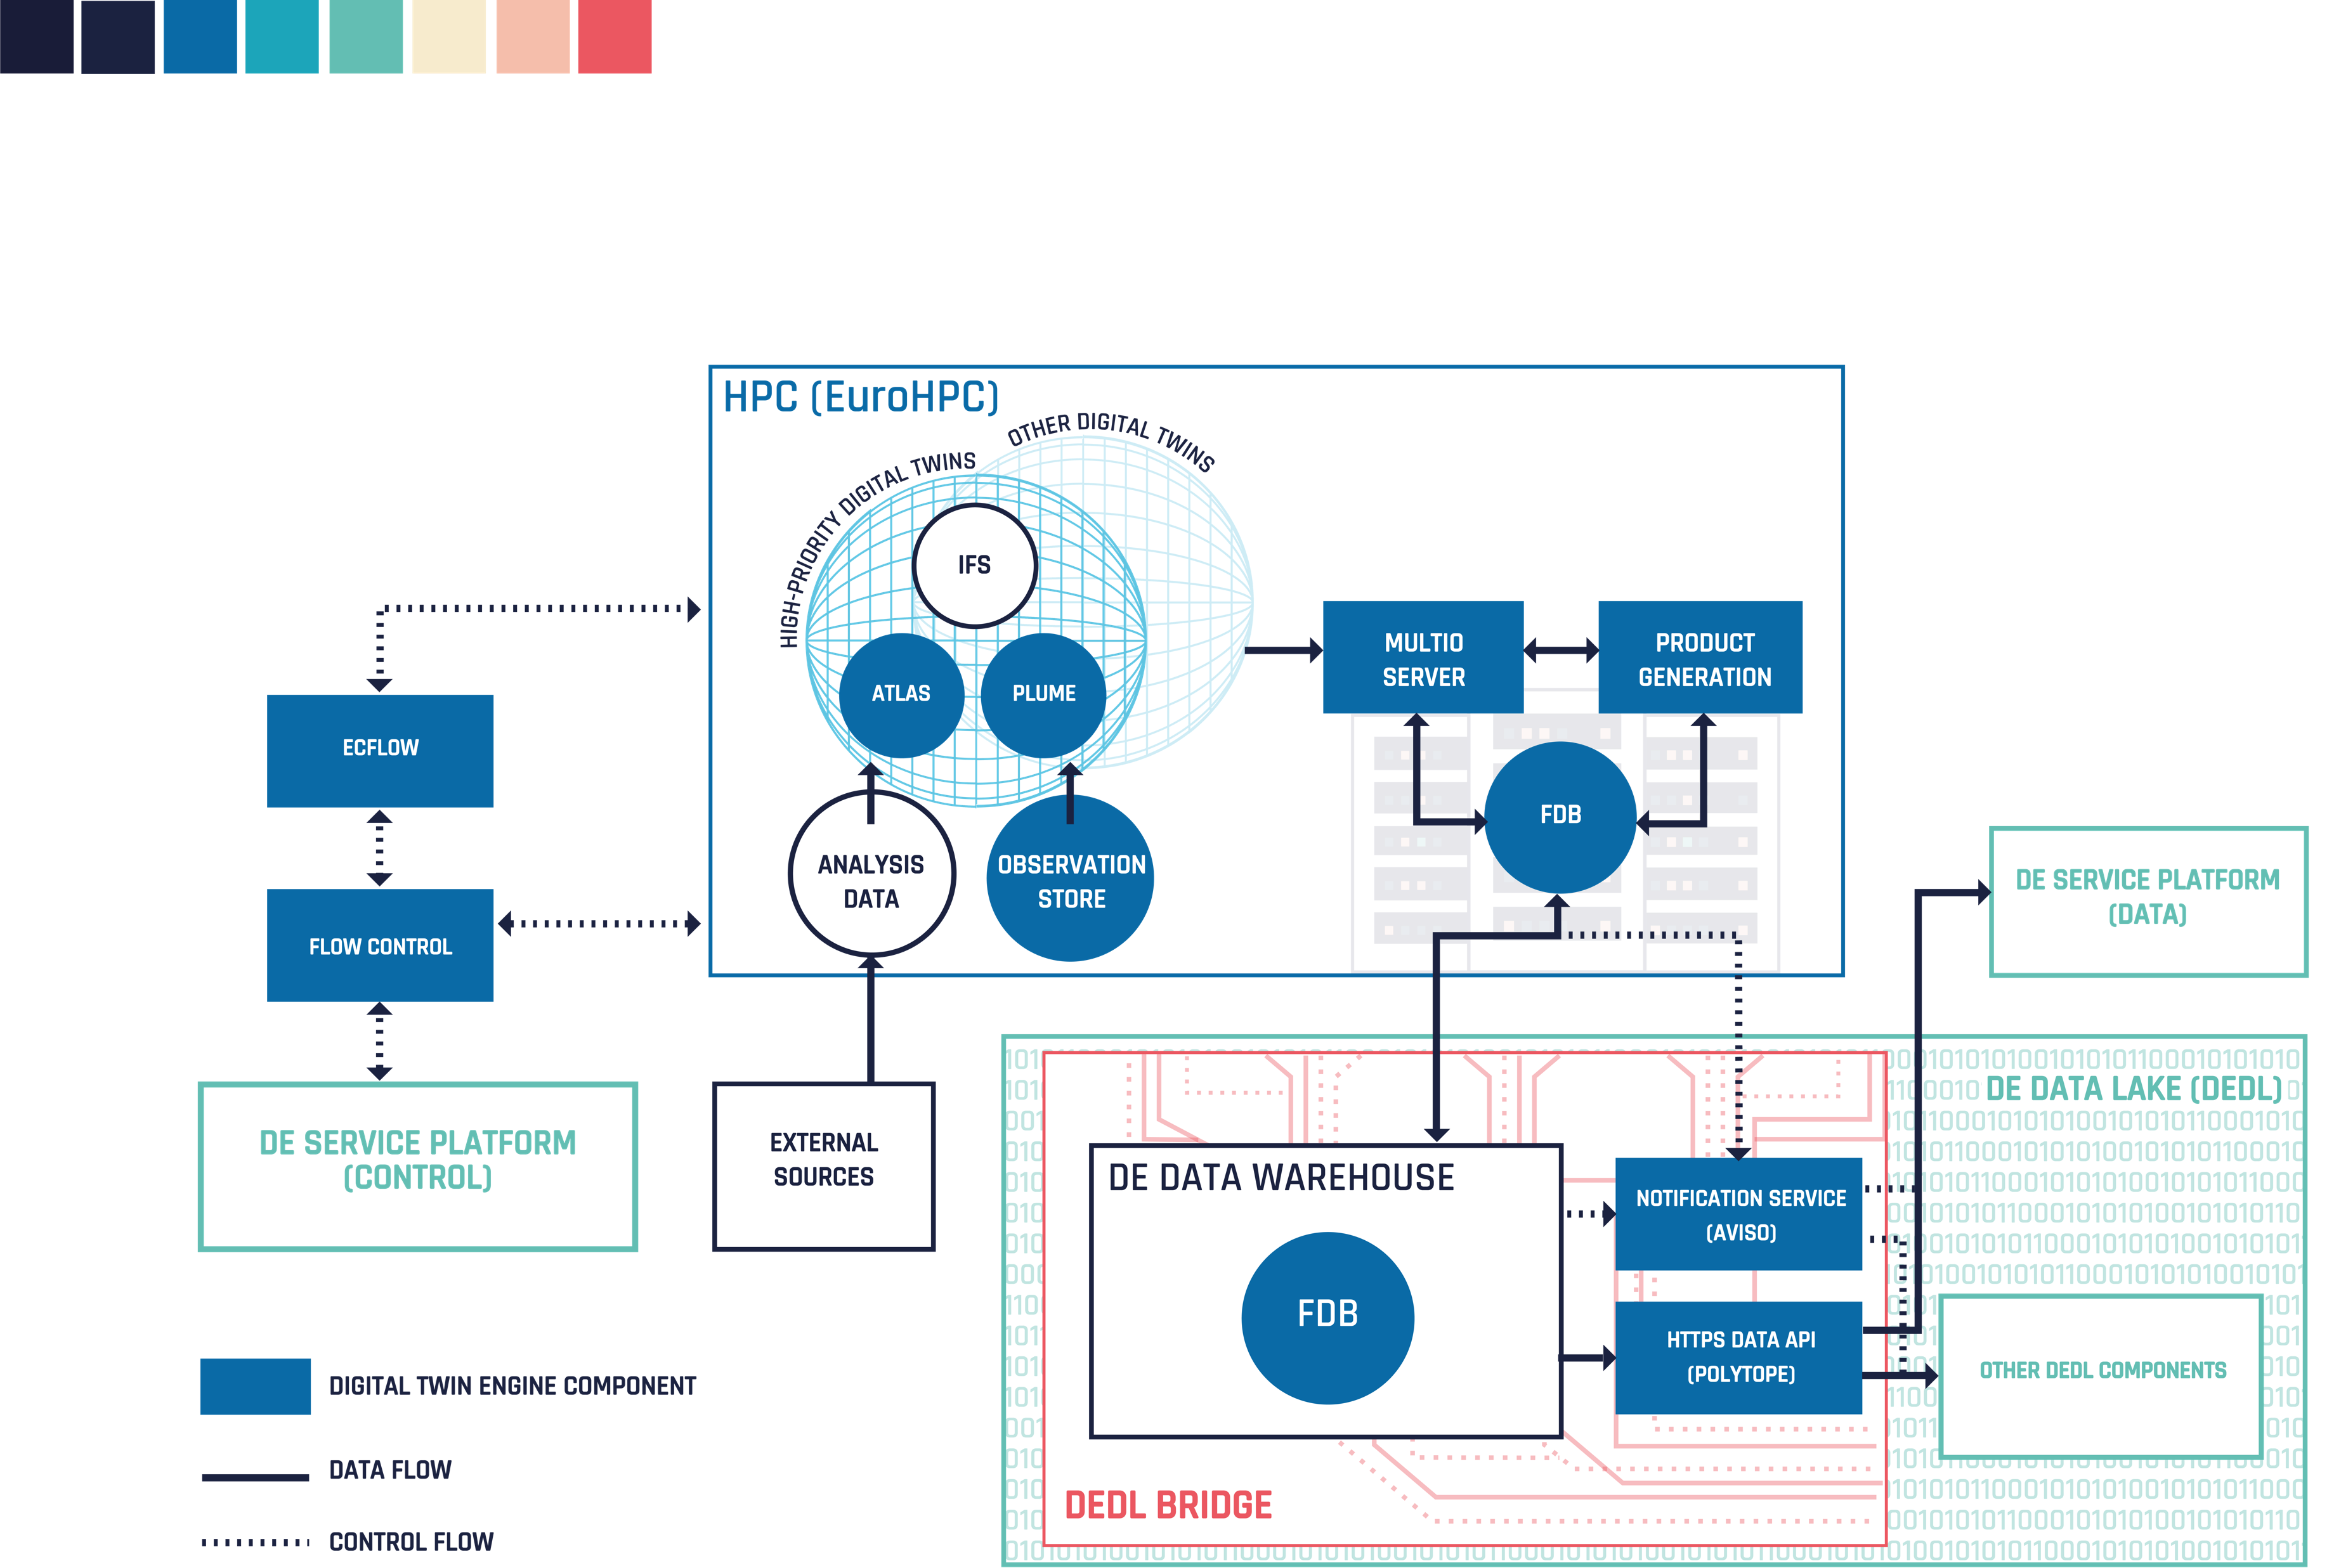 HPC (EuroHPC)
OTHER DIGITAL TWINS
HIGH-PRIORITY DIGITAL TWINS
IFS
ATLAS
PLUME
MULTIO
SERVER
PRODUCT
GENERATION
ECFLOW
FDB
ANALYSIS
DATA
OBSERVATION
STORE
FLOW CONTROL
DE SERVICE PLATFORM
(DATA)
DE DATA LAKE (DEDL)
DE SERVICE PLATFORM
(CONTROL)
EXTERNAL
SOURCES
DE DATA WAREHOUSE
FDB
NOTIFICATION SERVICE
(AVISO)
HTTPS DATA API
(POLYTOPE)
OTHER DEDL COMPONENTS
DEDL BRIDGE
DIGITAL TWIN ENGINE COMPONENT
DATA FLOW
CONTROL FLOW